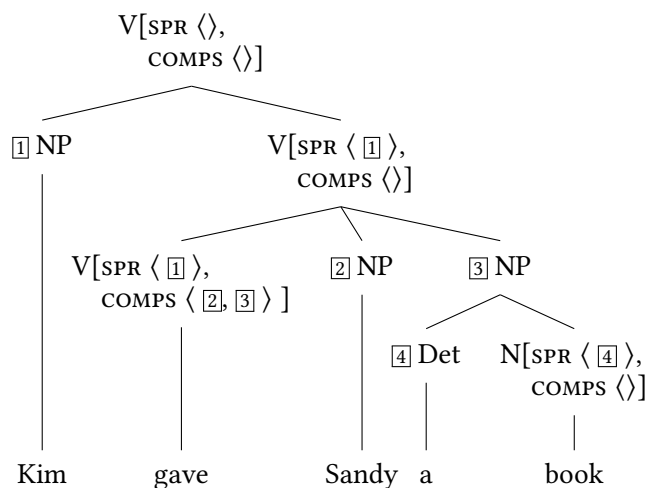 V[SPR ⟨⟩,
COMPS ⟨⟩]
1 NP
V[SPR ⟨ 1 ⟩,
COMPS ⟨⟩]
V[SPR ⟨ 1 ⟩,
COMPS ⟨ 2, 3 ⟩ ]
2 NP
3 NP
4 Det
N[SPR ⟨ 4 ⟩,
COMPS ⟨⟩]
Kim gave Sandy a book